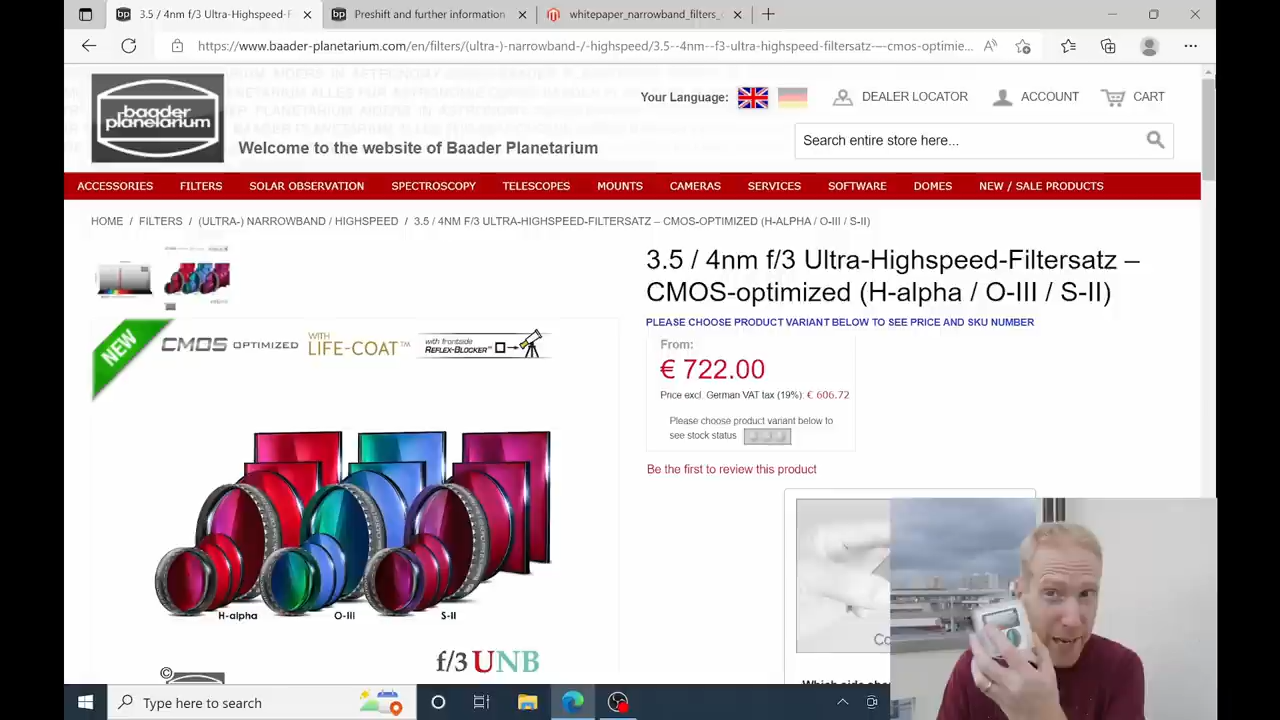 3.5 / 4nm f/3 Ultra-Highspeed-F
Preshift and further information
whitepaper_narrowband_filters_
https://www.baader-planetarium.com/en/filters/(ultra-)-narrowband-/-highspeed/3.5--4nm--f3-ultra-highspeed-filtersatz-–-cmos-optimie...
baader planetarium
Welcome to the website of Baader Planetarium
Your Language:
DEALER LOCATOR
ACCOUNT
CART
Search entire store here...
ACCESSORIES FILTERS SOLAR OBSERVATION SPECTROSCOPY TELESCOPES MOUNTS CAMERAS SERVICES SOFTWARE DOMES NEW / SALE PRODUCTS
HOME / FILTERS / (ULTRA-) NARROWBAND / HIGHSPEED / 3.5 / 4NM F/3 ULTRA-HIGHSPEED-FILTERSATZ – CMOS-OPTIMIZED (H-ALPHA / O-III / S-II)
NEW
CMOS OPTIMIZED
WITH
LIFE-COAT™
with frontside
REFLEX-BLOCKER™
H-alpha
O-III
S-II
f/3 UNB
©
3.5 / 4nm f/3 Ultra-Highspeed-Filtersatz –
CMOS-optimized (H-alpha / O-III / S-II)
PLEASE CHOOSE PRODUCT VARIANT BELOW TO SEE PRICE AND SKU NUMBER
From:
€ 722.00
Price excl. German VAT tax (19%): € 606.72
Please choose product variant below to
see stock status
Be the first to review this product
Type here to search